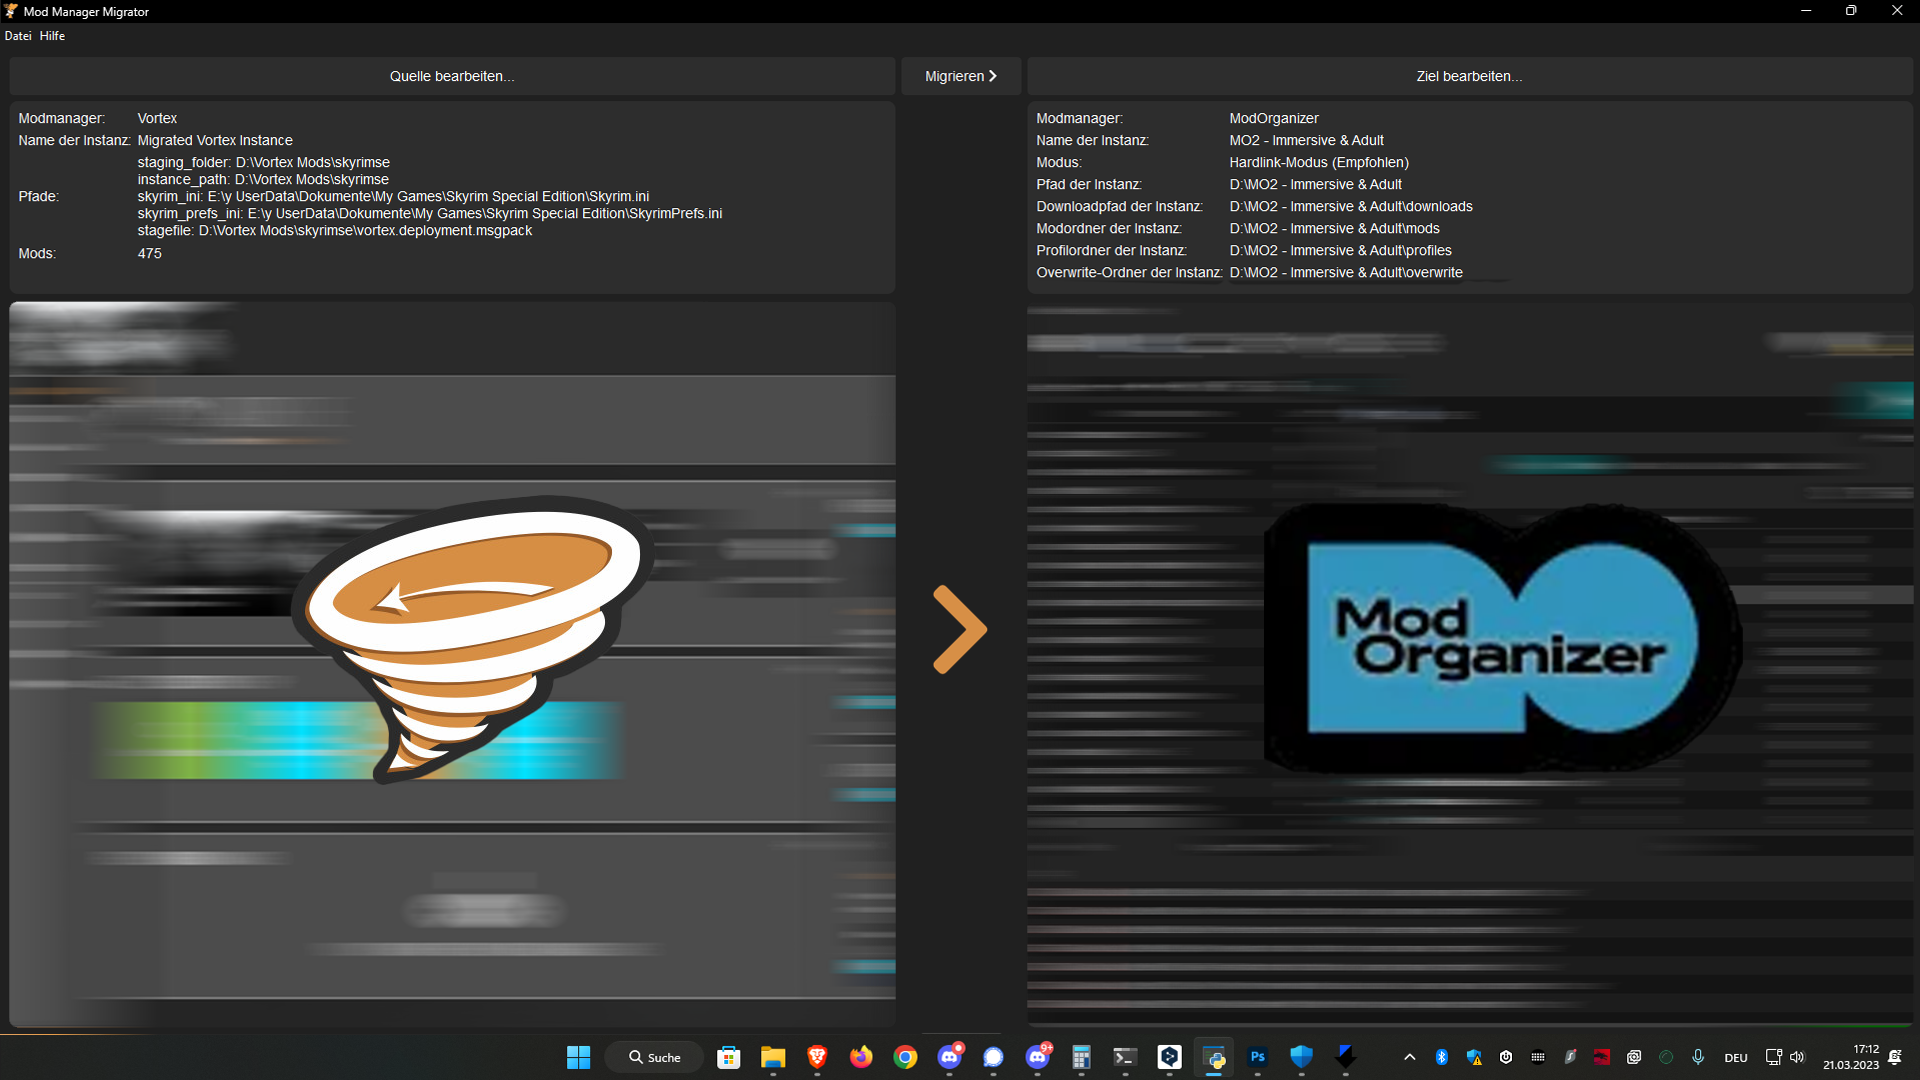 Mod Manager Migrator
Datei Hilfe
Quelle bearbeiten...
Migrieren
Ziel bearbeiten...
Modmanager: Vortex
Name der Instanz: Migrated Vortex Instance
staging_folder: D:\Vortex Mods\skyrimse
instance_path: D:\Vortex Mods\skyrimse
Pfade: skyrim_ini: E:\y UserData\Dokumente\My Games\Skyrim Special Edition\Skyrim.ini
skyrim_prefs_ini: E:\y UserData\Dokumente\My Games\Skyrim Special Edition\SkyrimPrefs.ini
stagefile: D:\Vortex Mods\skyrimse\vortex.deployment.msgpack
Mods: 475
Modmanager: ModOrganizer
Name der Instanz: MO2 - Immersive & Adult
Modus: Hardlink-Modus (Empfohlen)
Pfad der Instanz: D:\MO2 - Immersive & Adult
Downloadpfad der Instanz: D:\MO2 - Immersive & Adult\downloads
Modordner der Instanz: D:\MO2 - Immersive & Adult\mods
Profilordner der Instanz: D:\MO2 - Immersive & Adult\profiles
Overwrite-Ordner der Instanz: D:\MO2 - Immersive & Adult\overwrite
Mod
Organizer
Suche
9+
Ps
DEU
17:12
21.03.2023